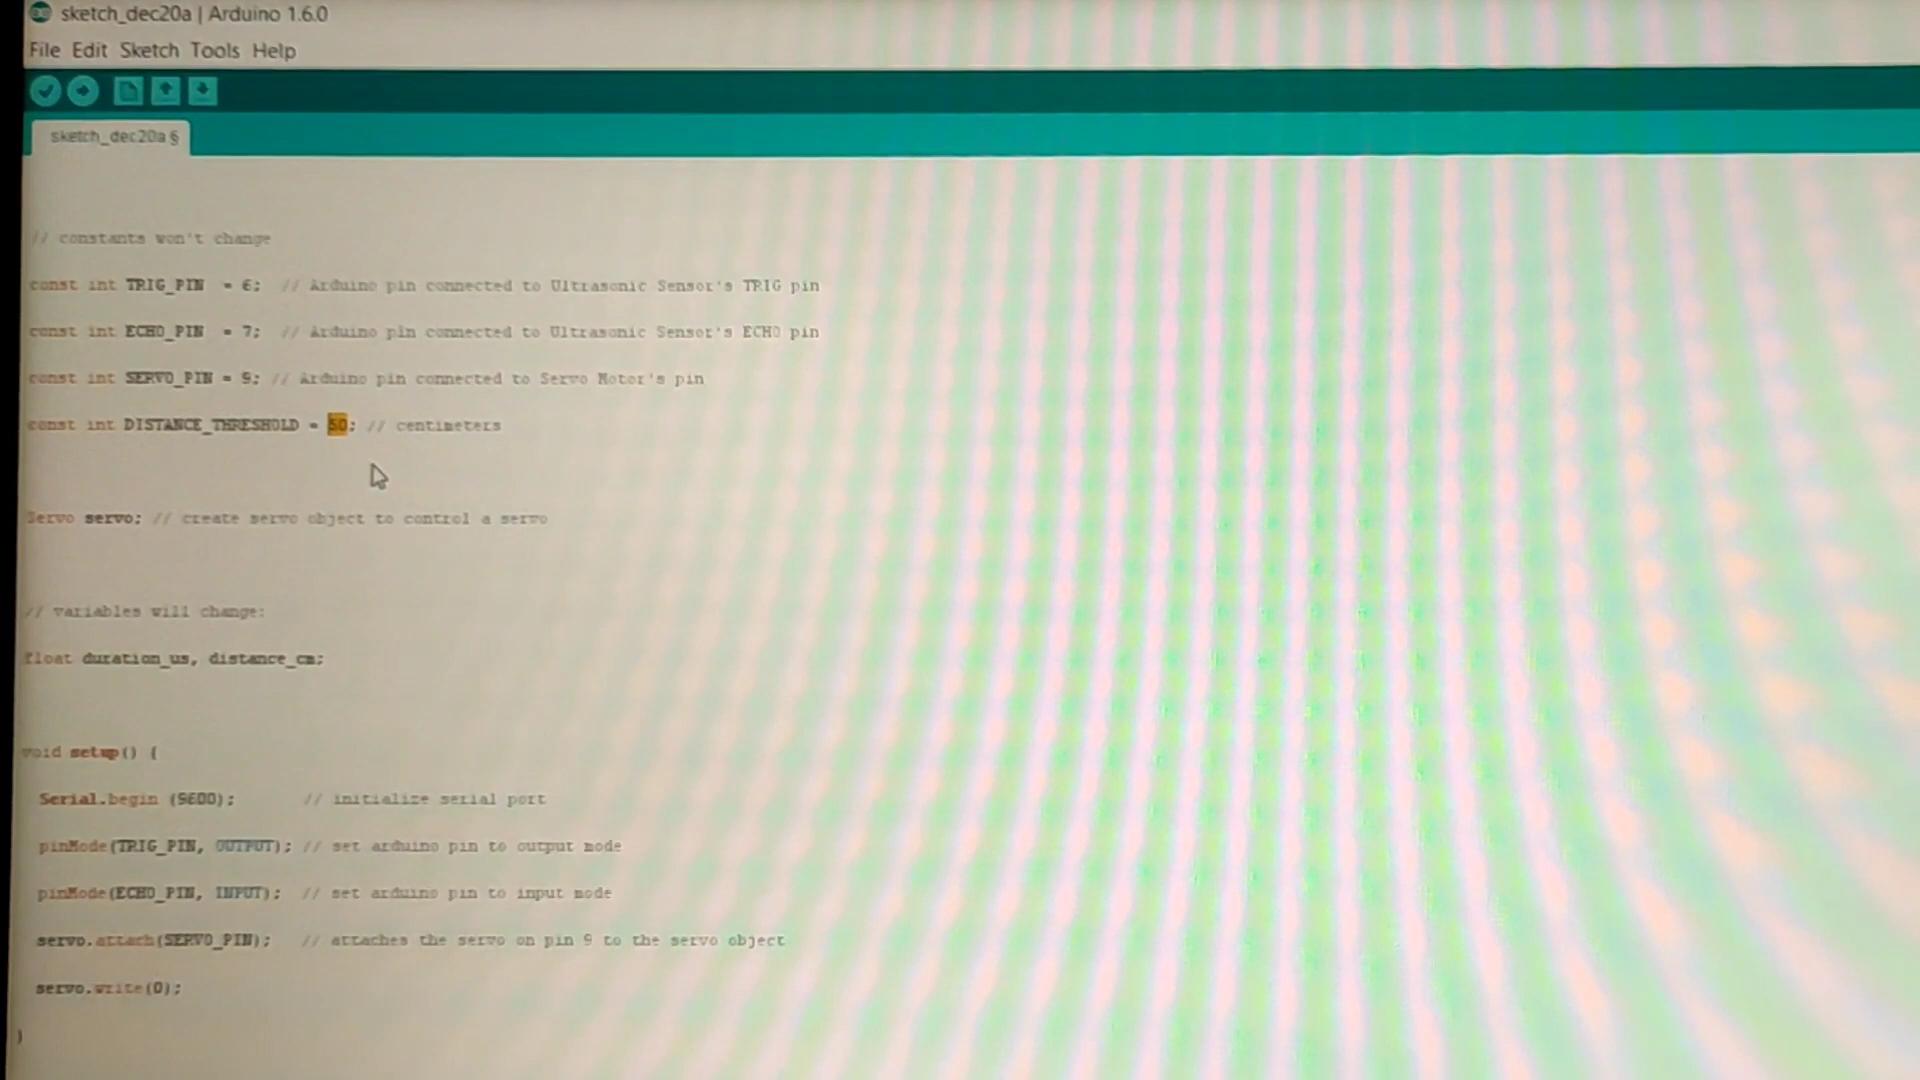 sketch_dec20a | Arduino 1.6.0
File Edit Sketch Tools Help
sketch_dec20a §
// constants won't change
const int TRIG_PIN = 6; // Arduino pin connected to Ultrasonic Sensor's TRIG pin
const int ECHO_PIN = 7; // Arduino pin connected to Ultrasonic Sensor's ECHO pin
const int SERVO_PIN = 9; // Arduino pin connected to Servo Motor's pin
const int DISTANCE_THRESHOLD = 50; // centimeters
Servo servo; // create servo object to control a servo
// variables will change:
float duration_us, distance_cm;
void setup() {
Serial.begin (9600); // initialize serial port
pinMode(TRIG_PIN, OUTPUT); // set arduino pin to output mode
pinMode(ECHO_PIN, INPUT); // set arduino pin to input mode
servo.attach(SERVO_PIN); // attaches the servo on pin 9 to the servo object
servo.write(0);
}